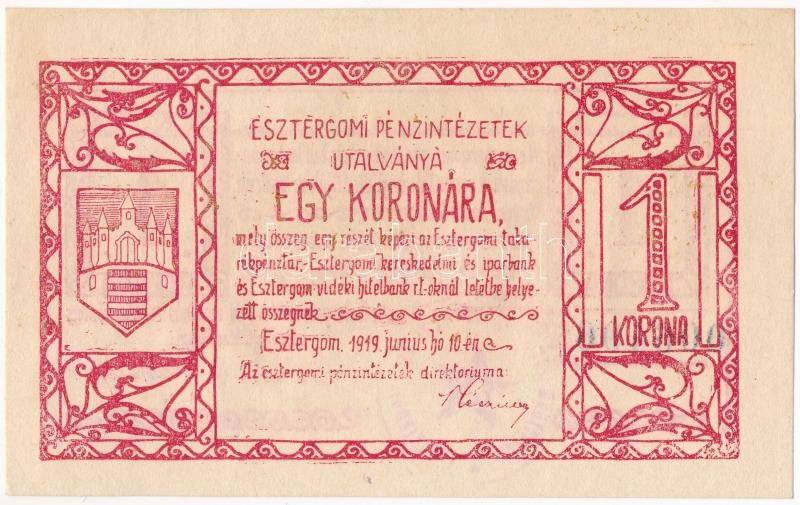 ESZTERGOMI PÉNZINTÉZETEK
UTALVÁNYA
EGY KORONÁRA,
mely összeg egy részét képezi az Esztergomi taka-
rékpénztár,- Esztergomi kereskedelmi és iparbank
és Esztergom-vidéki hitelbank rt-oknál letétbe helye-
zett összegnek
Esztergom, 1919. junius hó 10-én
Az esztergomi pénzintézetek direktoriuma:
1
KORONA
darabanth